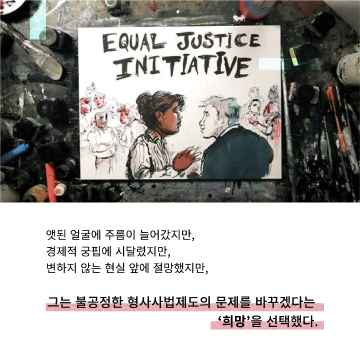 EQUAL JUSTICE
INITIATIVE
앳된 얼굴에 주름이 늘어갔지만,
경제적 궁핍에 시달렸지만,
변하지 않는 현실 앞에 절망했지만,
그는 불공정한 형사사법제도의 문제를 바꾸겠다는
‘희망’을 선택했다.